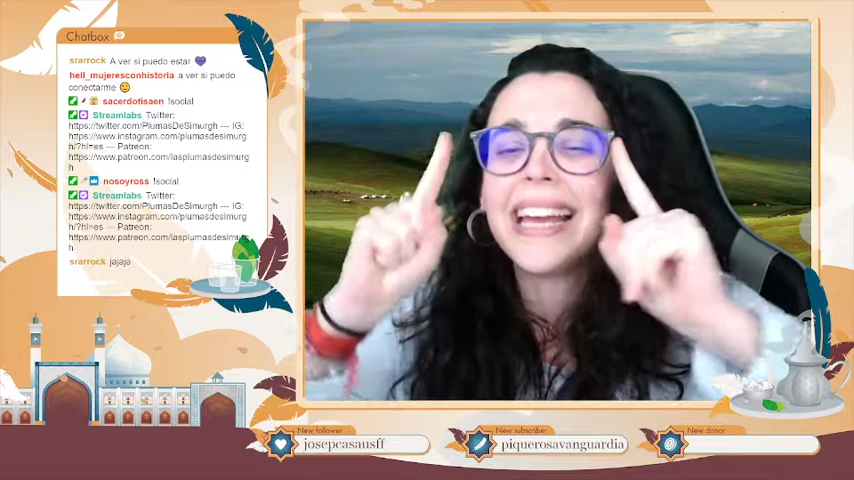 Chatbox
srarrock A ver si puedo estar 💜
hell_mujeresconhistoria a ver si puedo
conectarme 😊
sacerdotisaen !social
Streamlabs Twitter:
https://twitter.com/PlumasDeSimurgh --- IG:
https://www.instagram.com/plumasdesimurg
h/?hl=es --- Patreon:
https://www.patreon.com/lasplumasdesimurg
h
nosoyross !social
Streamlabs Twitter:
https://twitter.com/PlumasDeSimurgh --- IG:
https://www.instagram.com/plumasdesimurg
h/?hl=es --- Patreon:
https://www.patreon.com/lasplumasdesimurg
h
srarrock jajaja
New follower
josepcasausff
New subscriber
piquerosavanguardia
New donor